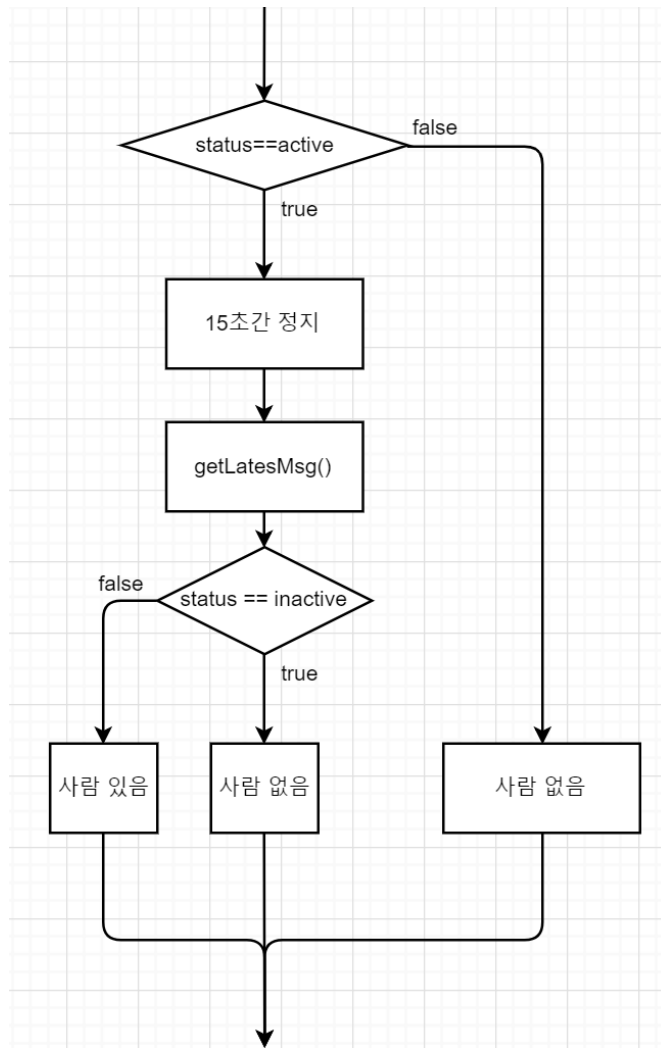 status==active
false
true
15초간 정지
getLatesMsg()
false
status == inactive
true
사람 있음
사람 없음
사람 없음